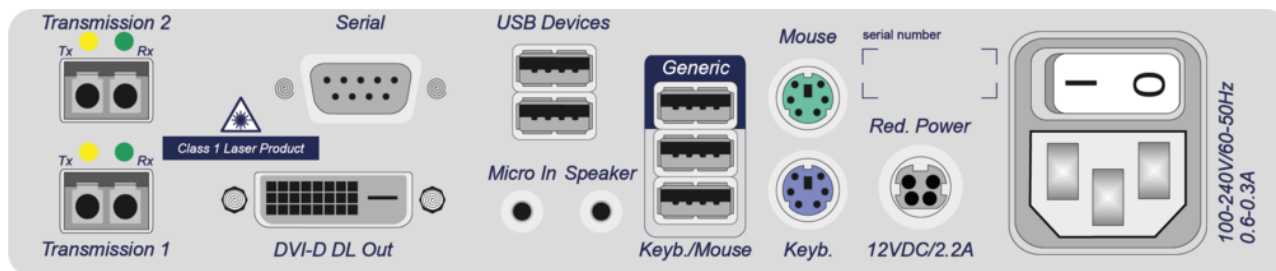 Transmission 2
Serial
USB Devices
Tx Rx
Generic
Mouse
serial number
Class 1 Laser Product
Tx Rx
Micro In Speaker
Red. Power
Transmission 1
DVI-D DL Out
Keyb./Mouse
Keyb.
12VDC/2.2A
I O
100-240V/60-50Hz
0.6-0.3A